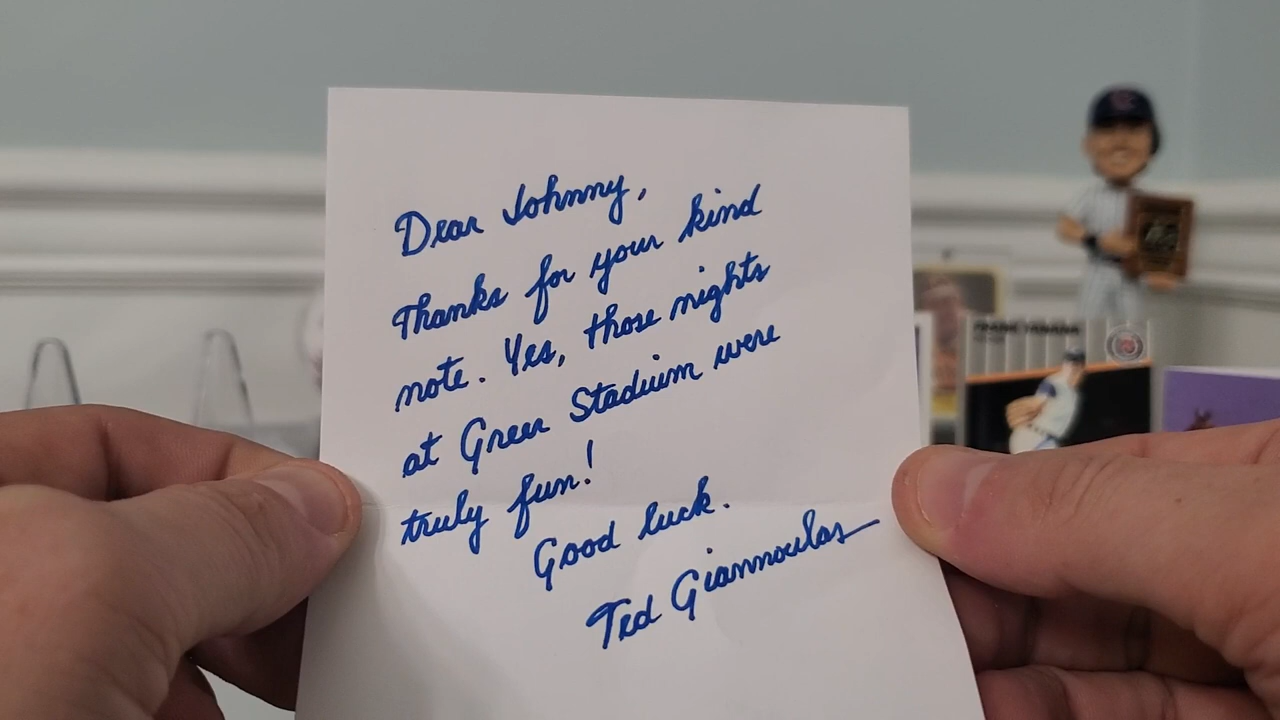 Dear Johnny,
Thanks for your kind
note. Yes, those nights
at Greer Stadium were
truly fun!
Good luck.
Ted Giannoulas